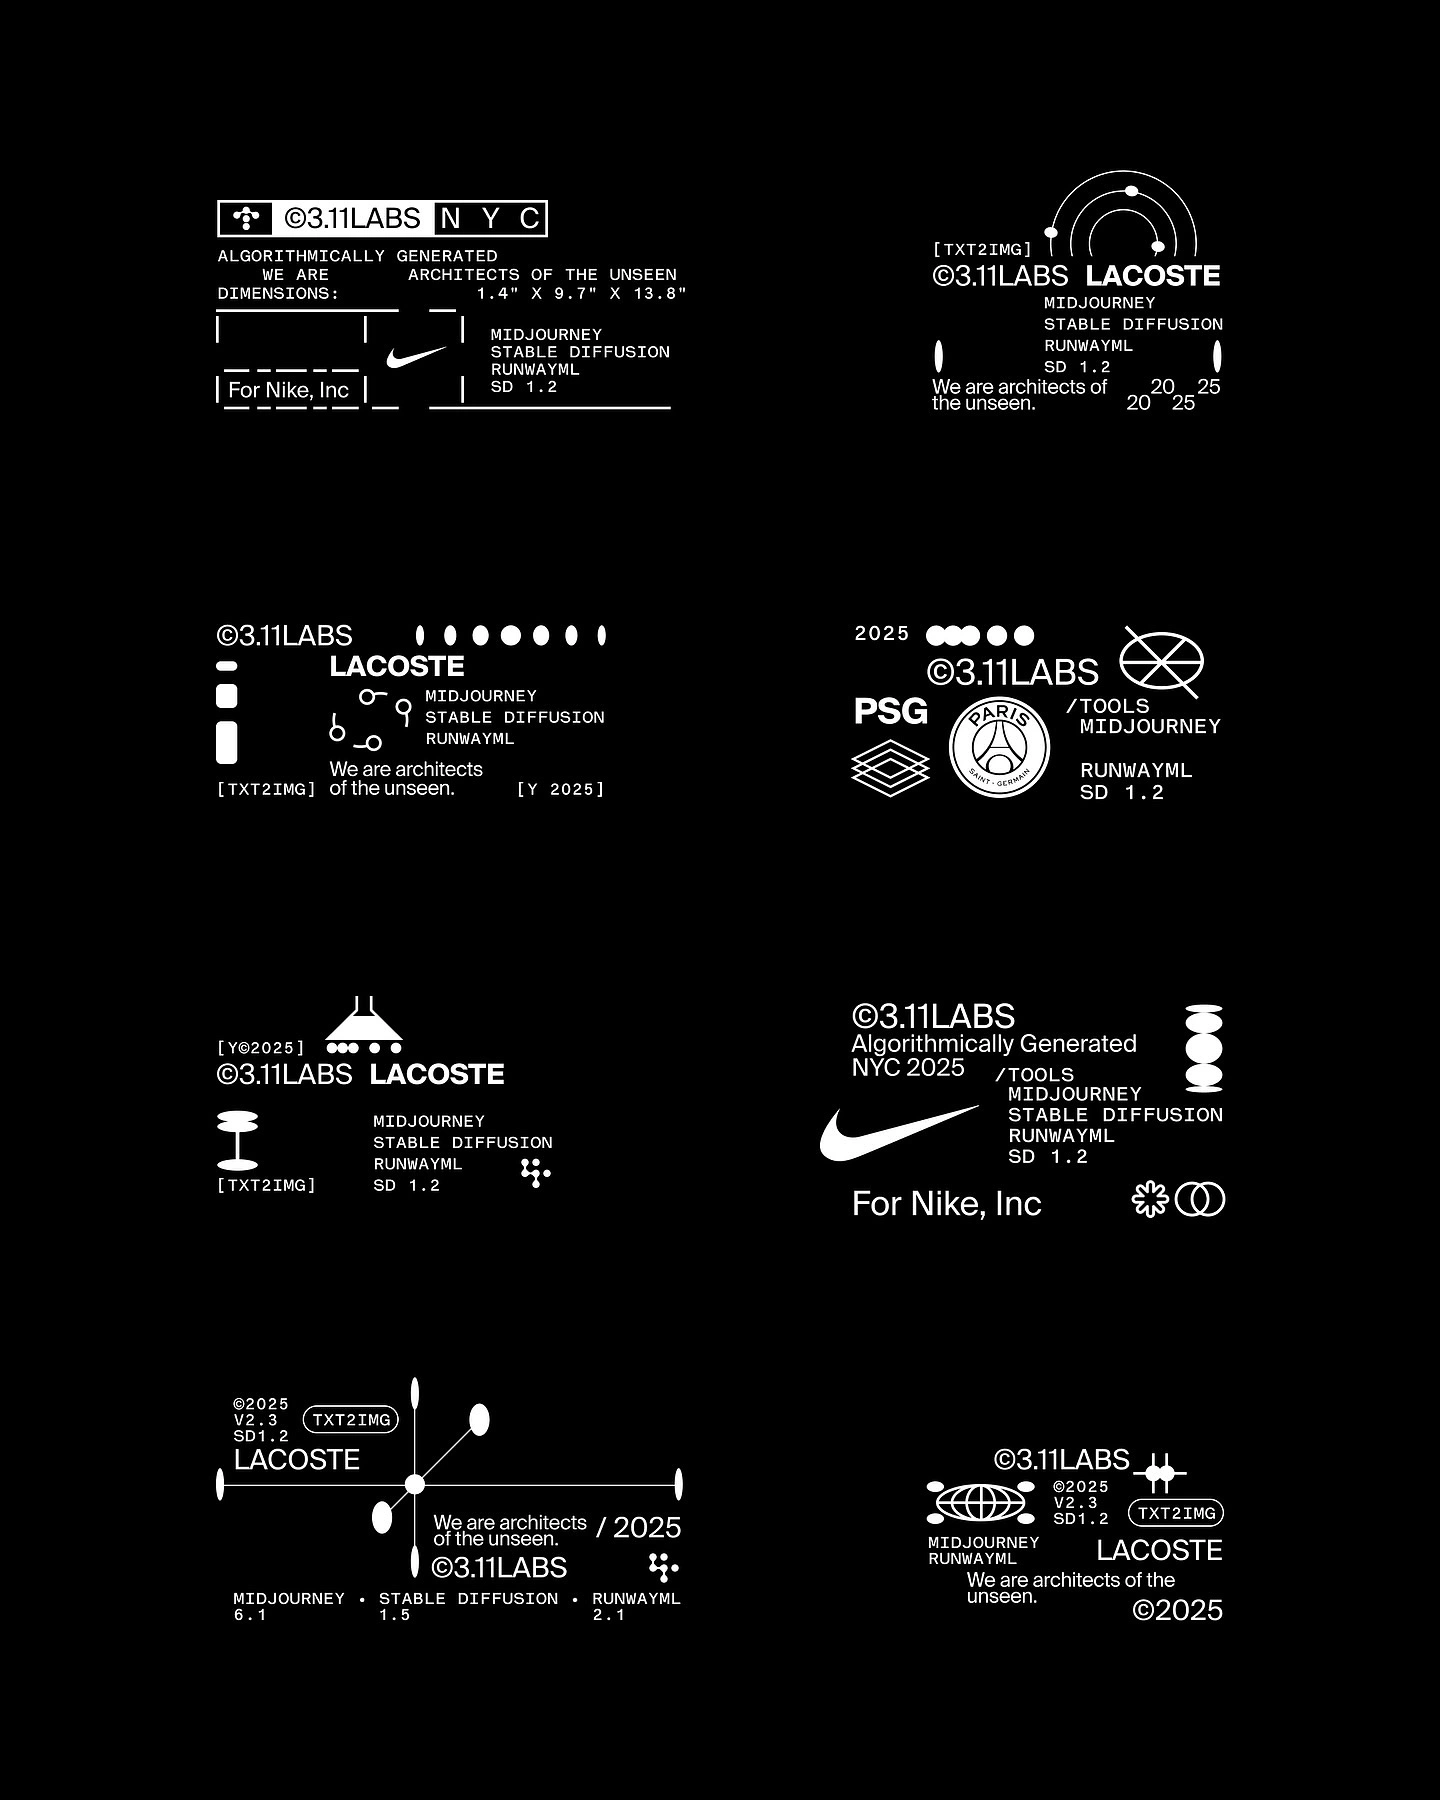 ©3.11LABS NYC
ALGORITHMICALLY GENERATED
WE ARE ARCHITECTS OF THE UNSEEN
DIMENSIONS: 1.4" X 9.7" X 13.8"
MIDJOURNEY
STABLE DIFFUSION
RUNWAYML
SD 1.2
For Nike, Inc
[TXT2IMG]
©3.11LABS LACOSTE
MIDJOURNEY
STABLE DIFFUSION
RUNWAYML
SD 1.2
We are architects of
the unseen.
20 25
20 25
©3.11LABS
LACOSTE
MIDJOURNEY
STABLE DIFFUSION
RUNWAYML
We are architects
of the unseen.
[TXT2IMG]
[Y 2025]
2025
©3.11LABS
PSG
PARIS
SAINT-GERMAIN
/TOOLS
MIDJOURNEY
RUNWAYML
SD 1.2
[Y©2025]
©3.11LABS LACOSTE
MIDJOURNEY
STABLE DIFFUSION
RUNWAYML
SD 1.2
[TXT2IMG]
©3.11LABS
Algorithmically Generated
NYC 2025
/TOOLS
MIDJOURNEY
STABLE DIFFUSION
RUNWAYML
SD 1.2
For Nike, Inc
©2025
V2.3
SD1.2
TXT2IMG
LACOSTE
We are architects
of the unseen.
/ 2025
©3.11LABS
MIDJOURNEY • STABLE DIFFUSION • RUNWAYML
6.1 1.5 2.1
©3.11LABS
©2025
V2.3
SD1.2
TXT2IMG
MIDJOURNEY
RUNWAYML
LACOSTE
We are architects of the
unseen.
©2025